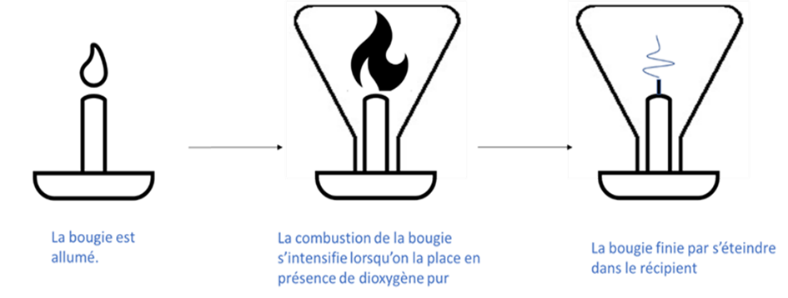 La bougie est
allumé.
La combustion de la bougie
s'intensifie lorsqu'on la place en
présence de dioxygène pur
La bougie finie par s'éteindre
dans le récipient